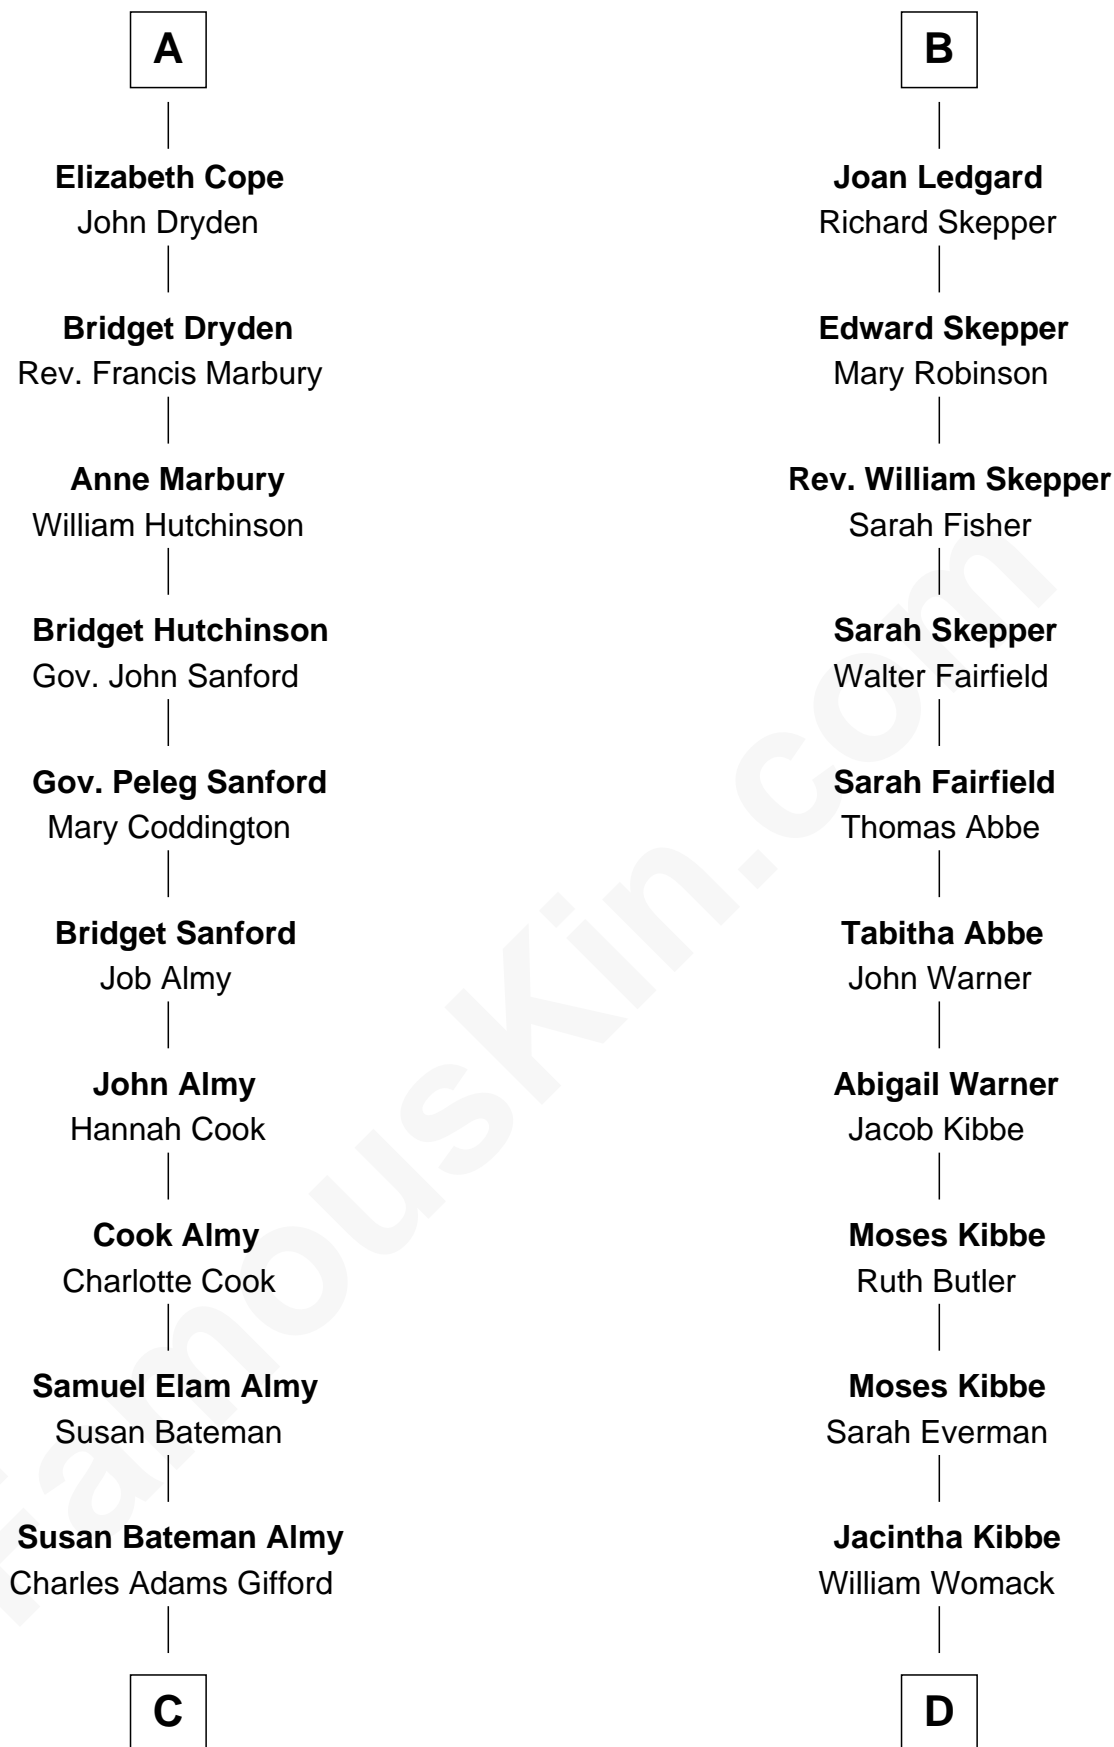 A
Elizabeth Cope
John Dryden
Bridget Dryden
Rev. Francis Marbury
Anne Marbury
William Hutchinson
Bridget Hutchinson
Gov. John Sanford
Gov. Peleg Sanford
Mary Coddington
Bridget Sanford
Job Almy
John Almy
Hannah Cook
Cook Almy
Charlotte Cook
Samuel Elam Almy
Susan Bateman
Susan Bateman Almy
Charles Adams Gifford
C
B
Joan Ledgard
Richard Skepper
Edward Skepper
Mary Robinson
Rev. William Skepper
Sarah Fisher
Sarah Skepper
Walter Fairfield
Sarah Fairfield
Thomas Abbe
Tabitha Abbe
John Warner
Abigail Warner
Jacob Kibbe
Moses Kibbe
Ruth Butler
Moses Kibbe
Sarah Everman
Jacintha Kibbe
William Womack
D
FamousKin.com